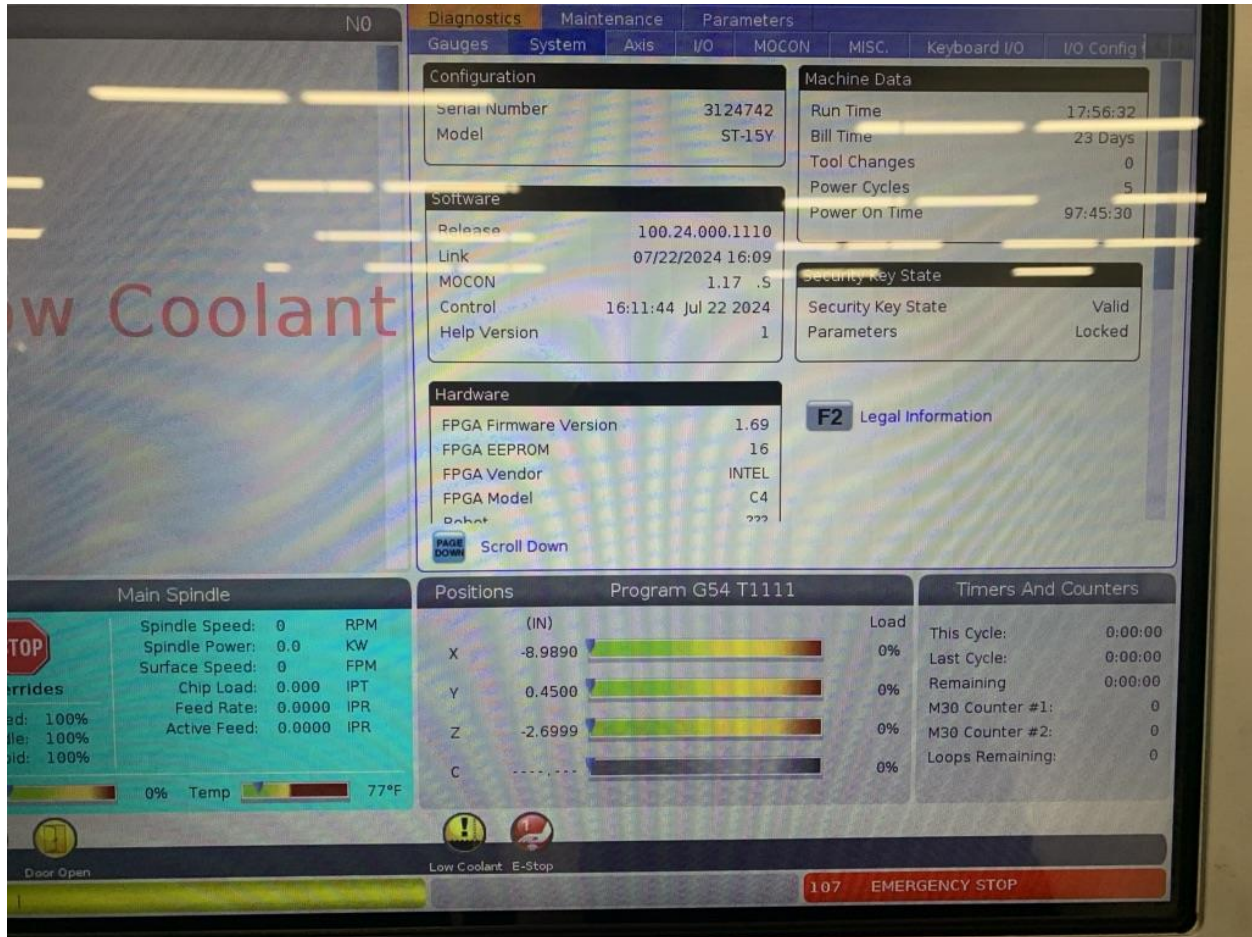 N0
Diagnostics Maintenance Parameters
Gauges System Axis I/O MOCON MISC. Keyboard I/O I/O Config
Configuration
Serial Number 3124742
Model ST-15Y
Machine Data
Run Time 17:56:32
Bill Time 23 Days
Tool Changes 0
Power Cycles 5
Power On Time 97:45:30
Software
Release 100.24.000.1110
Link 07/22/2024 16:09
MOCON 1.17 .S
Control 16:11:44 Jul 22 2024
Help Version 1
Security Key State
Security Key State Valid
Parameters Locked
ow Coolant
Hardware
FPGA Firmware Version 1.69
FPGA EEPROM 16
FPGA Vendor INTEL
FPGA Model C4
Robot ???
F2 Legal Information
PAGE DOWN Scroll Down
Main Spindle
TOP
errides
ed: 100%
dle: 100%
pid: 100%
Spindle Speed: 0 RPM
Spindle Power: 0.0 KW
Surface Speed: 0 FPM
Chip Load: 0.000 IPT
Feed Rate: 0.0000 IPR
Active Feed: 0.0000 IPR
0% Temp 77°F
Positions Program G54 T1111
(IN) Load
X -8.9890 0%
Y 0.4500 0%
Z -2.6999 0%
C ----.--- 0%
Timers And Counters
This Cycle: 0:00:00
Last Cycle: 0:00:00
Remaining 0:00:00
M30 Counter #1: 0
M30 Counter #2: 0
Loops Remaining: 0
Door Open
Low Coolant E-Stop
107 EMERGENCY STOP